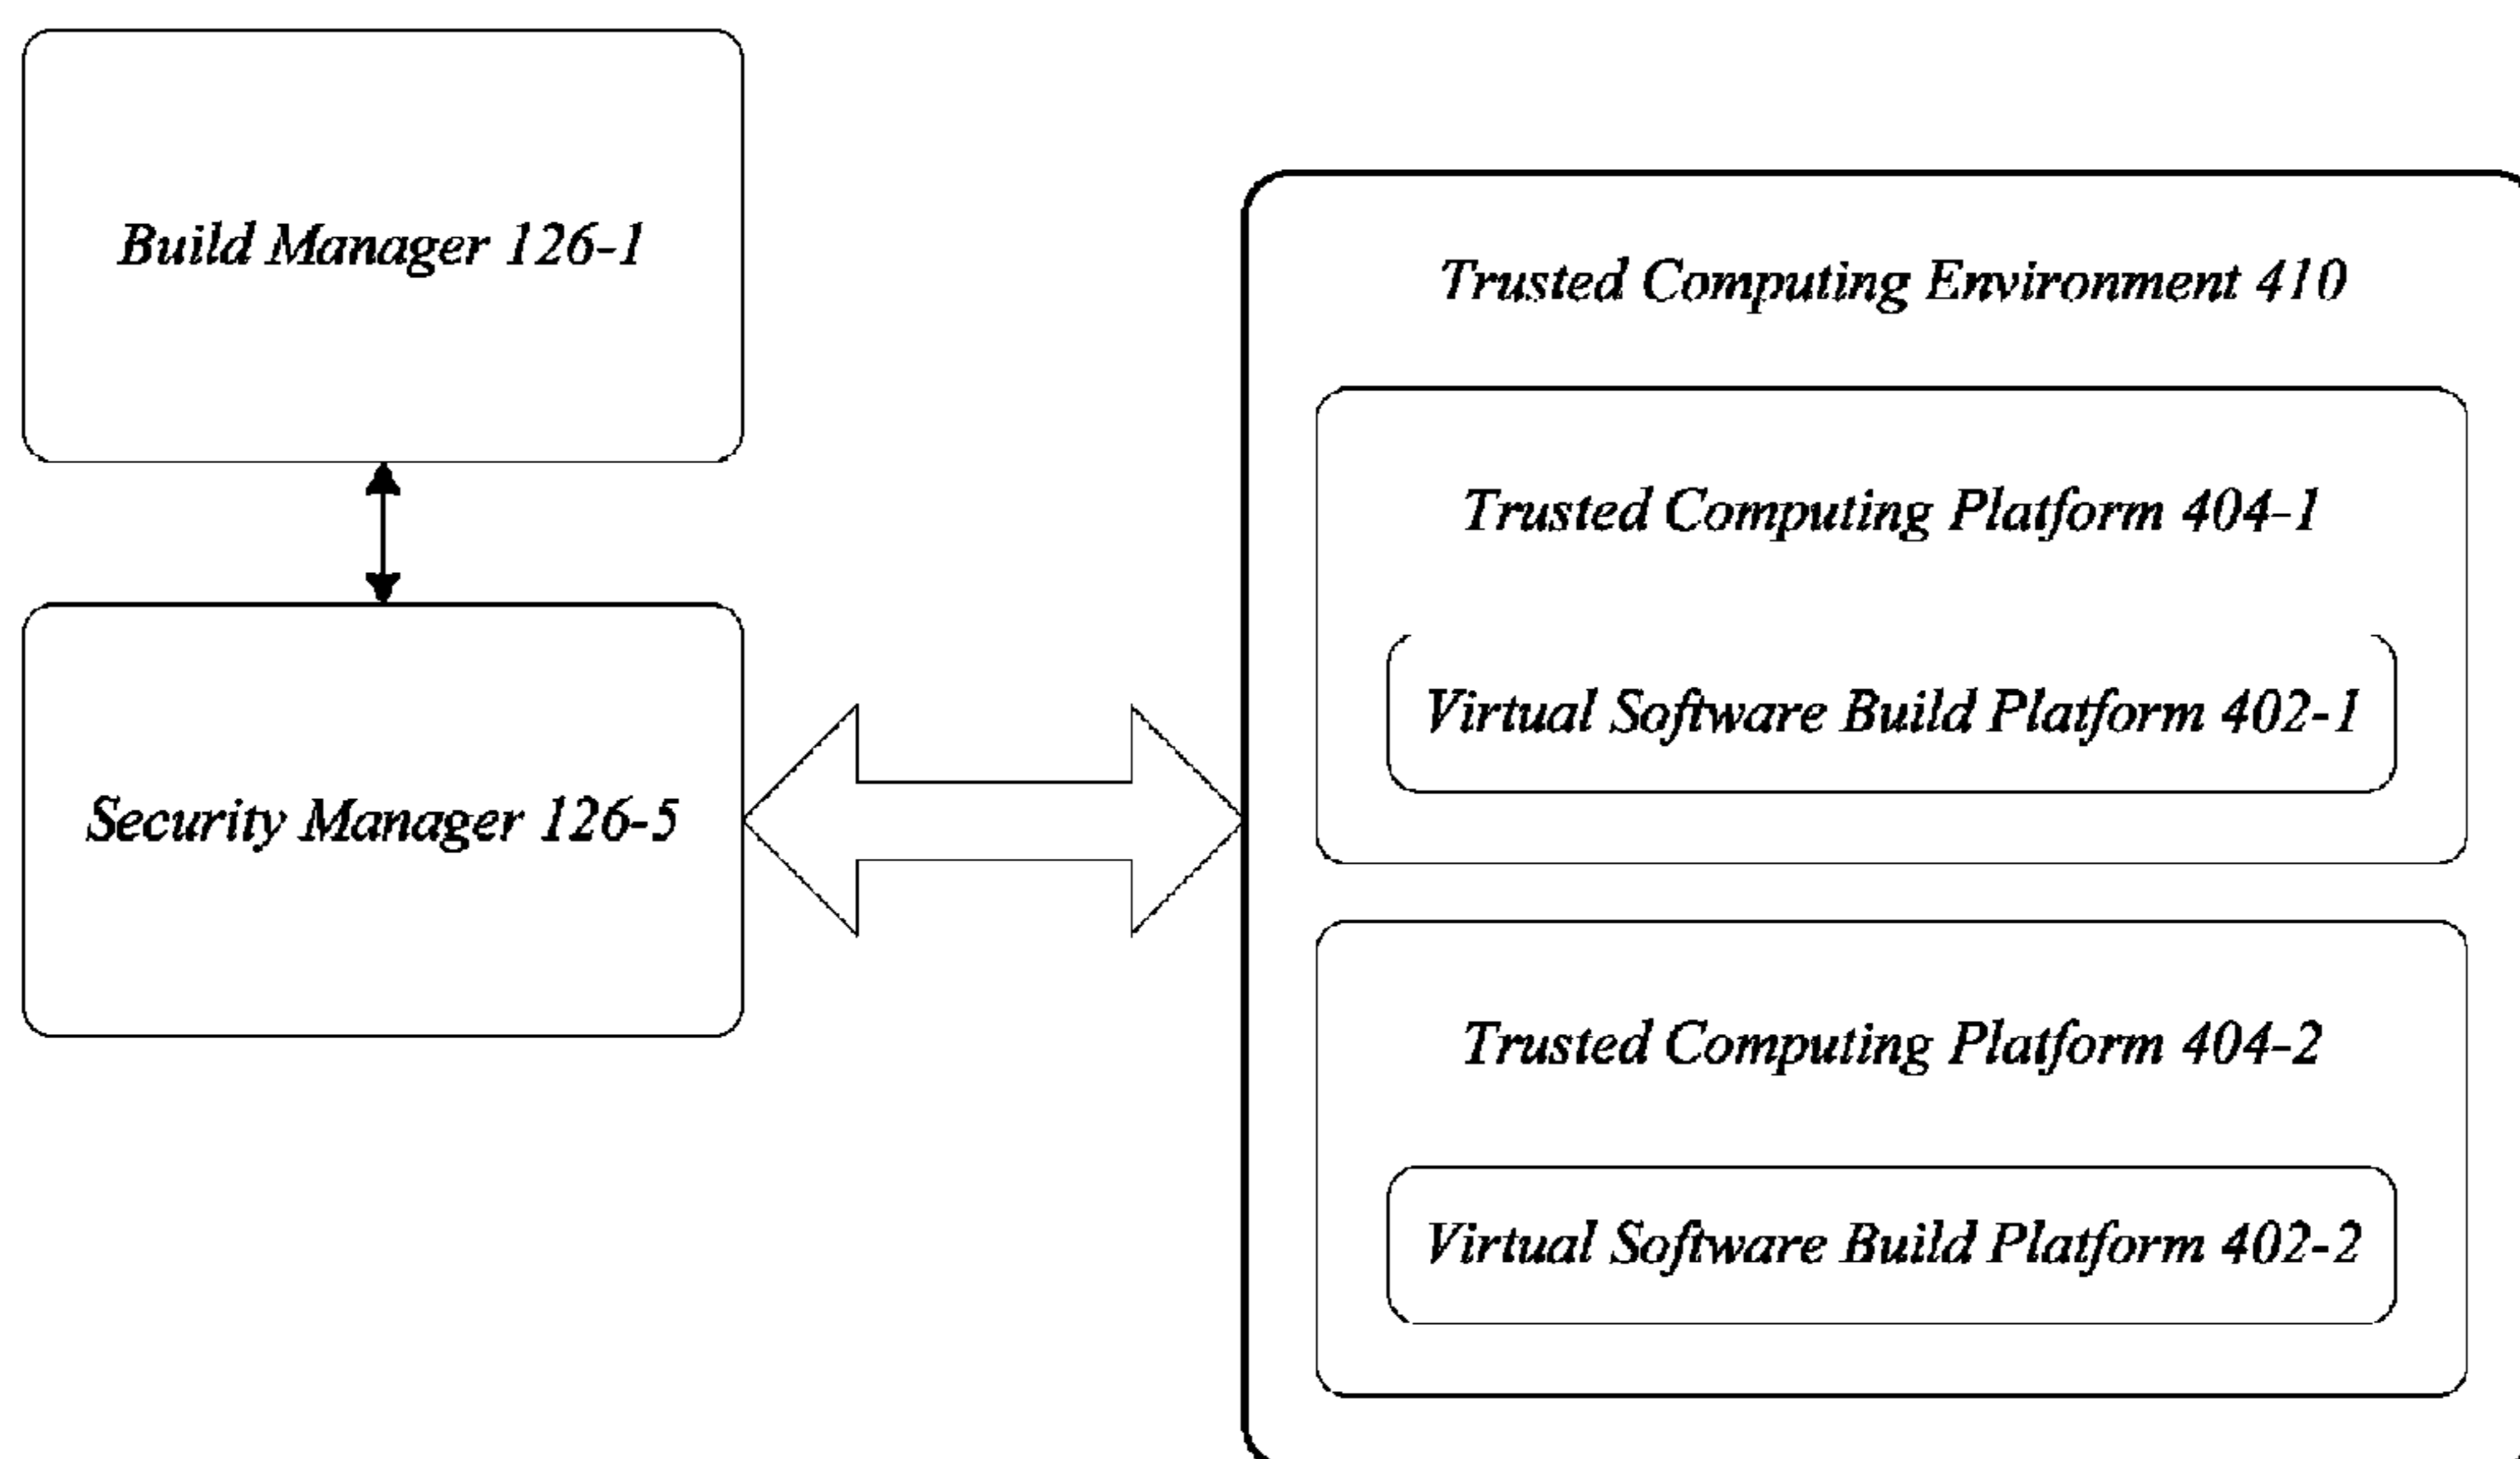 Build Manager 126-1
Security Manager 126-5
Trusted Computing Environment 410
Trusted Computing Platform 404-1
Virtual Software Build Platform 402-1
Trusted Computing Platform 404-2
Virtual Software Build Platform 402-2